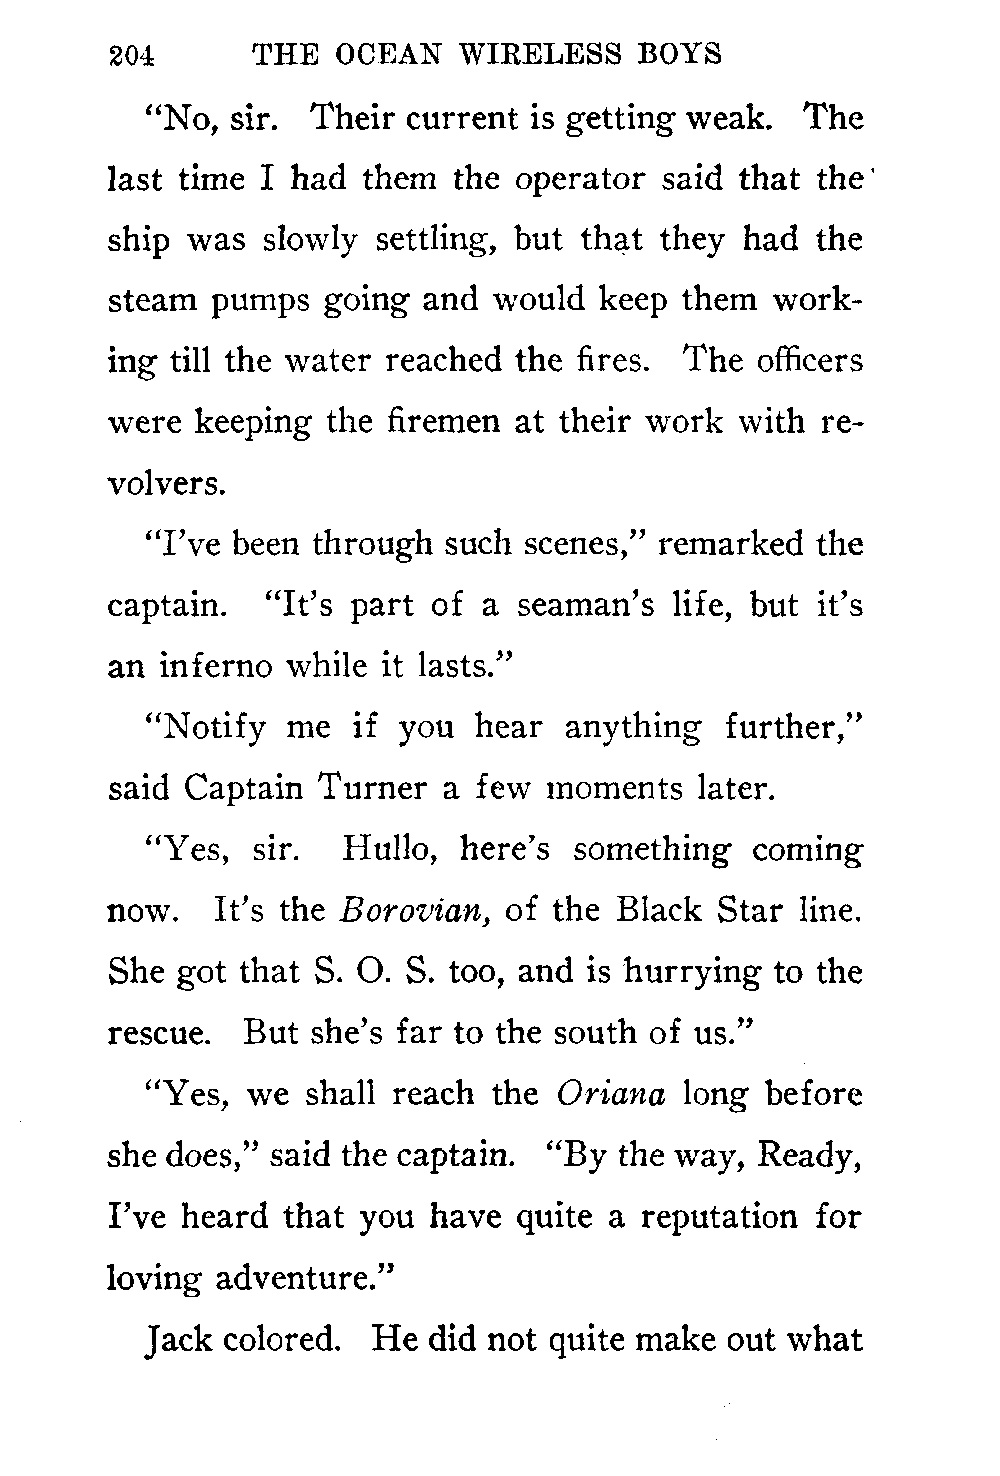 204 THE OCEAN WIRELESS BOYS
“No, sir. Their current is getting weak. The
last time I had them the operator said that the
ship was slowly settling, but that they had the
steam pumps going and would keep them work-
ing till the water reached the fires. The officers
were keeping the firemen at their work with re-
volvers.
“I’ve been through such scenes,” remarked the
captain. “It’s part of a seaman’s life, but it’s
an inferno while it lasts.”
“Notify me if you hear anything further,”
said Captain Turner a few moments later.
“Yes, sir. Hullo, here’s something coming
now. It’s the Borovian, of the Black Star line.
She got that S. O. S. too, and is hurrying to the
rescue. But she’s far to the south of us.”
“Yes, we shall reach the Oriana long before
she does,” said the captain. “By the way, Ready,
I’ve heard that you have quite a reputation for
loving adventure.”
Jack colored. He did not quite make out what